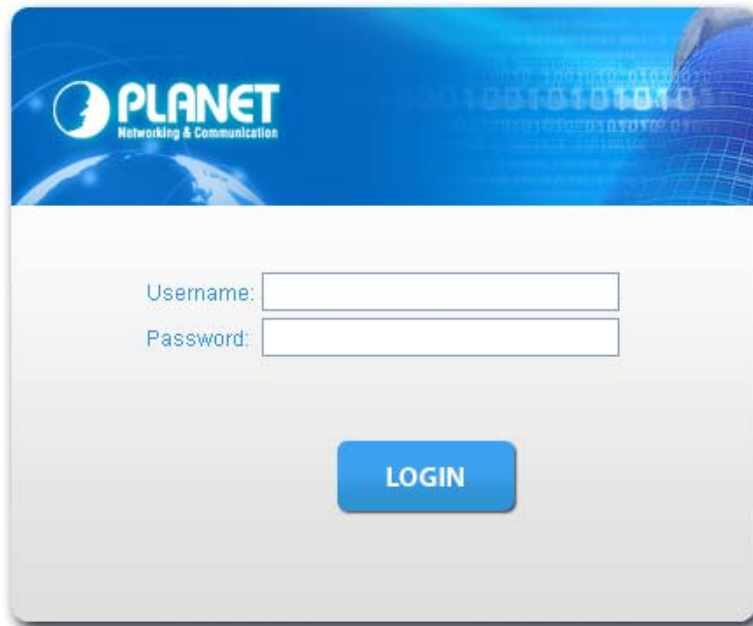 PLANET
Networking & Communication
Username:
Password:
LOGIN